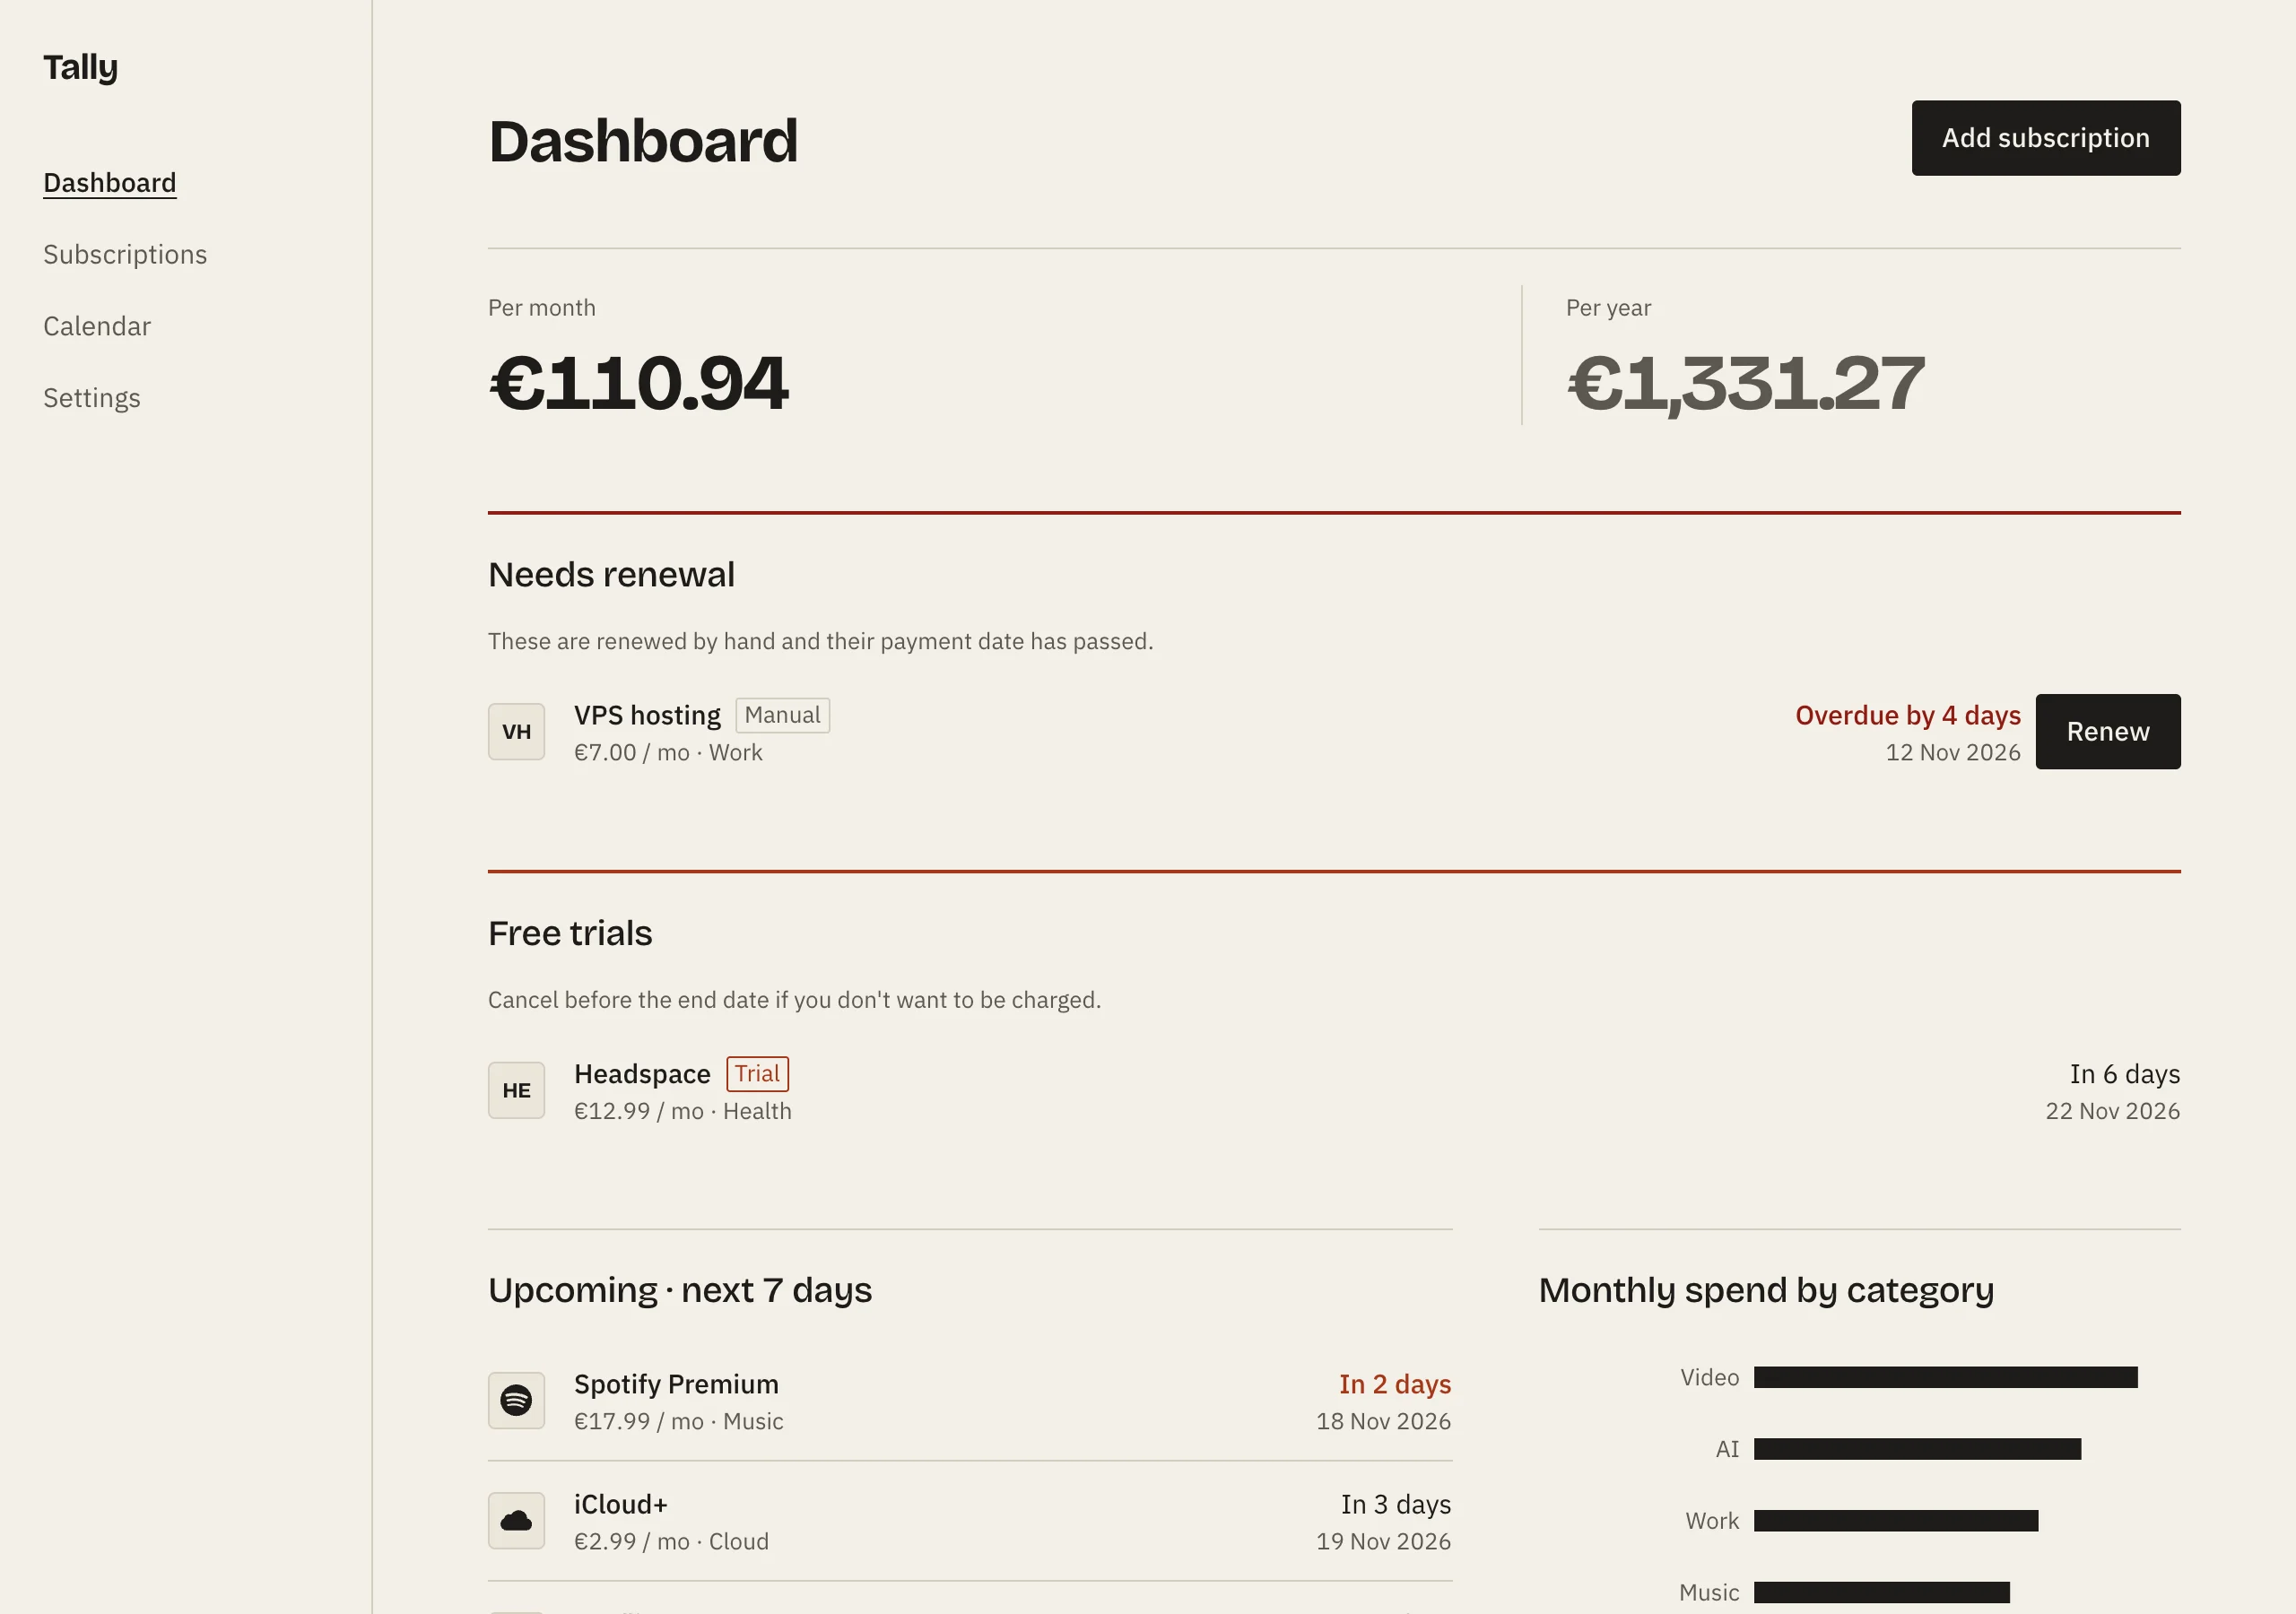 Tally
Dashboard
Subscriptions
Calendar
Settings
Dashboard
Add subscription
Per month
€110.94
Per year
€1,331.27
Needs renewal
These are renewed by hand and their payment date has passed.
VH
VPS hosting
Manual
€7.00 / mo · Work
Overdue by 4 days
12 Nov 2026
Renew
Free trials
Cancel before the end date if you don't want to be charged.
HE
Headspace
Trial
€12.99 / mo · Health
In 6 days
22 Nov 2026
Upcoming · next 7 days
Spotify Premium
€17.99 / mo · Music
In 2 days
18 Nov 2026
iCloud+
€2.99 / mo · Cloud
In 3 days
19 Nov 2026
Monthly spend by category
Video
AI
Work
Music